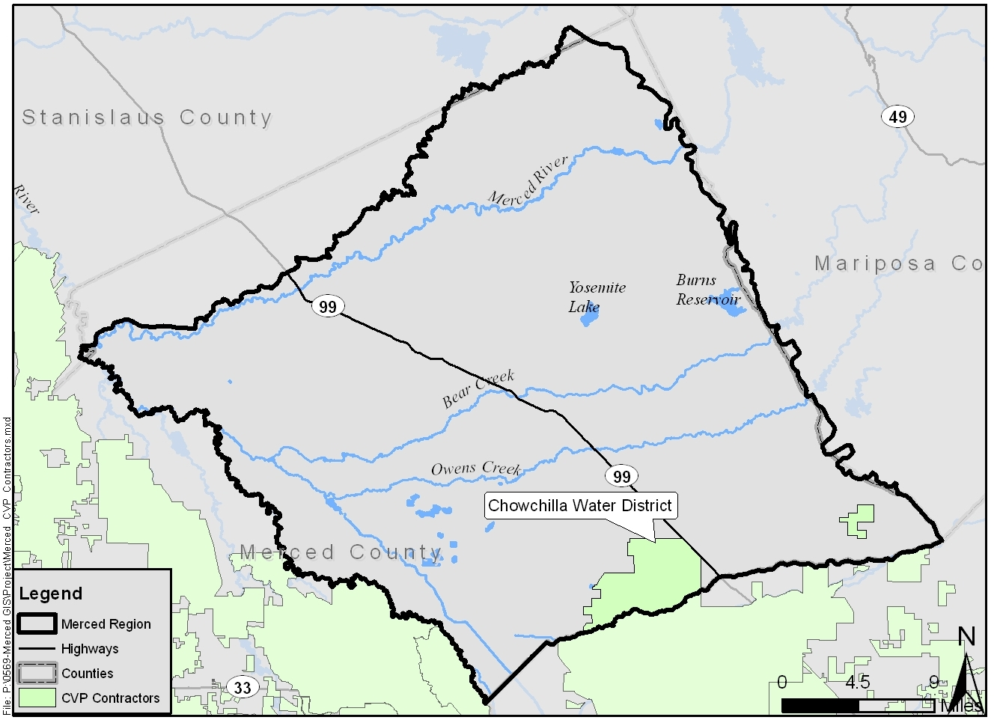 Stanislaus County
49
River
Merced River
Mariposa Co
Yosemite
Lake
Burns
Reservoir
99
Bear Creek
Owens Creek
99
Chowchilla Water District
Merced County
Legend
Merced Region
Highways
Counties
CVP Contractors
33
N
0 4.5 9
Miles
File: P:\0569-Merced GIS\Project\Merced_CVP_Contractors.mxd